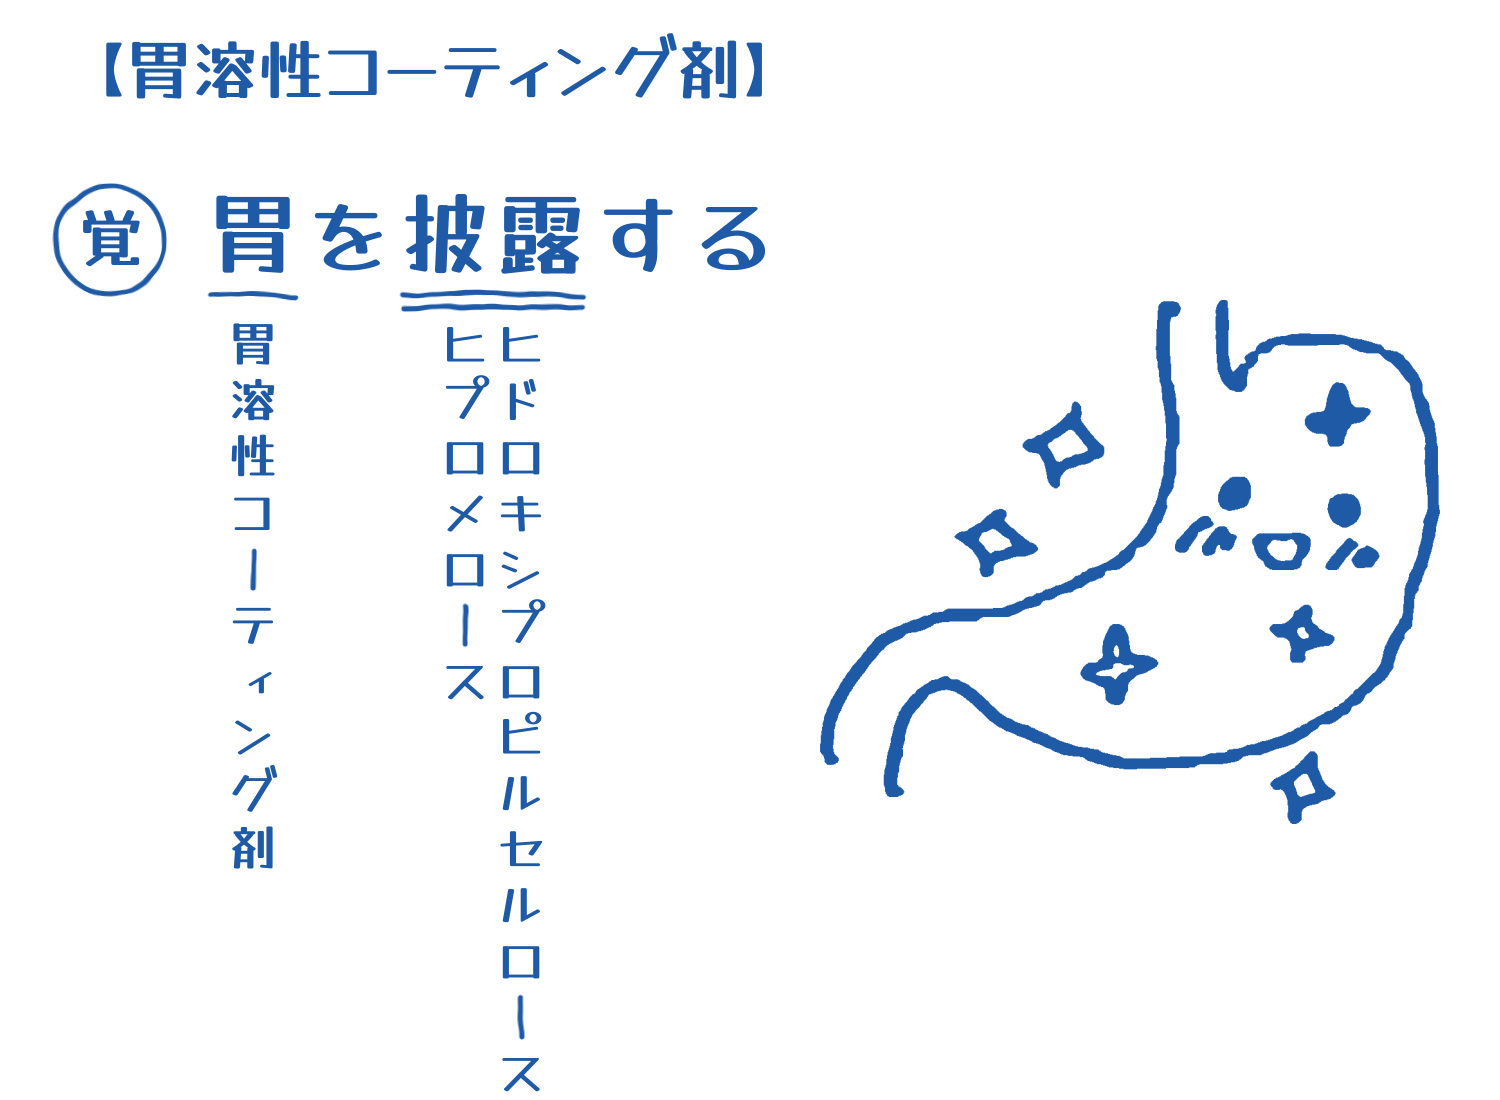 【胃溶性コーティング剤】
覚 胃を披露する
胃溶性コーティング剤
ヒプロメロース
ヒドロキシプロピルセルロース